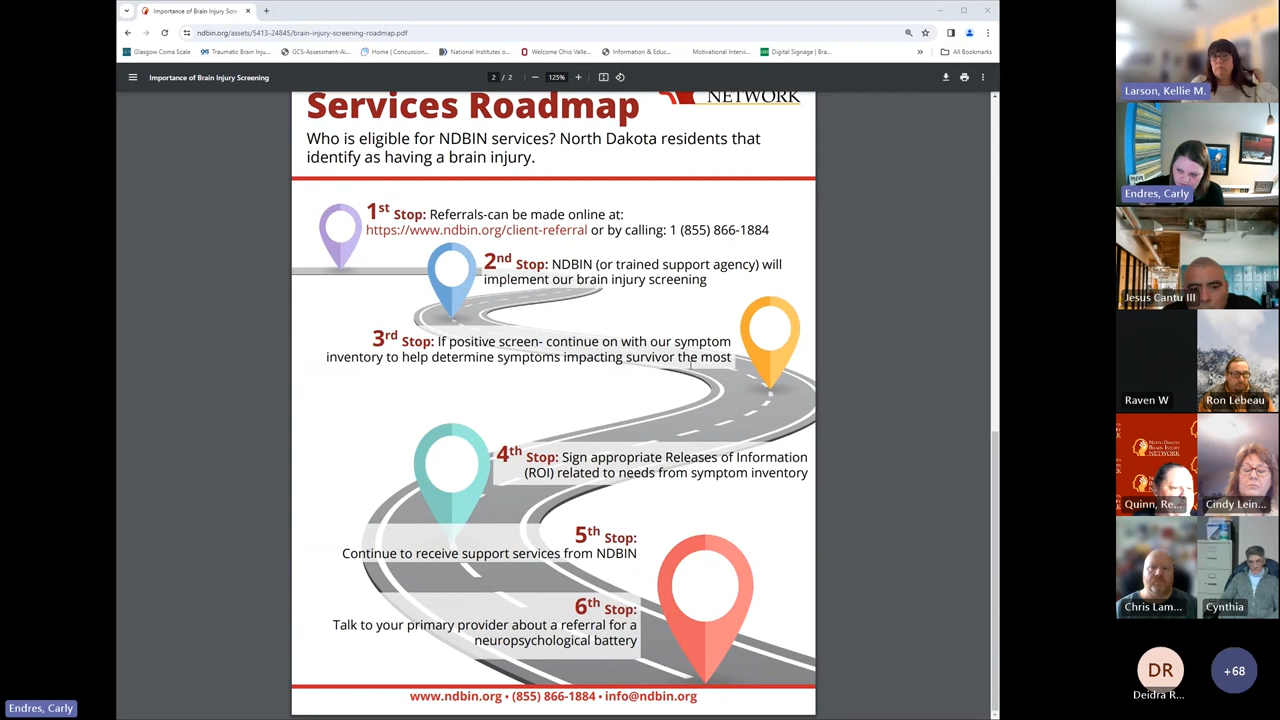 Importance of Brain Injury Scre
ndbin.org/assets/5413-24845/brain-injury-screening-roadmap.pdf
Glasgow Coma Scale
Traumatic Brain Inju...
GCS-Assessment-Ai...
Home | Concussion...
National Institutes o...
Welcome Ohio Valle...
Information & Educ...
Motivational Intervi...
Digital Signage | Bra...
All Bookmarks
Importance of Brain Injury Screening
2 / 2
125%
Services Roadmap
NETWORK
Who is eligible for NDBIN services? North Dakota residents that
identify as having a brain injury.
1st Stop: Referrals-can be made online at:
https://www.ndbin.org/client-referral or by calling: 1 (855) 866-1884
2nd Stop: NDBIN (or trained support agency) will
implement our brain injury screening
3rd Stop: If positive screen- continue on with our symptom
inventory to help determine symptoms impacting survivor the most
4th Stop: Sign appropriate Releases of Information
(ROI) related to needs from symptom inventory
5th Stop:
Continue to receive support services from NDBIN
6th Stop:
Talk to your primary provider about a referral for a
neuropsychological battery
www.ndbin.org • (855) 866-1884 • info@ndbin.org
Larson, Kellie M.
Endres, Carly
Jesus Cantu III
Raven W
Ron Lebeau
NORTH DAKOTA
BRAIN INJURY
NETWORK
Quinn, Re...
Cindy Lein...
Chris Lam...
Cynthia
DR
Deidra R...
+68
Endres, Carly